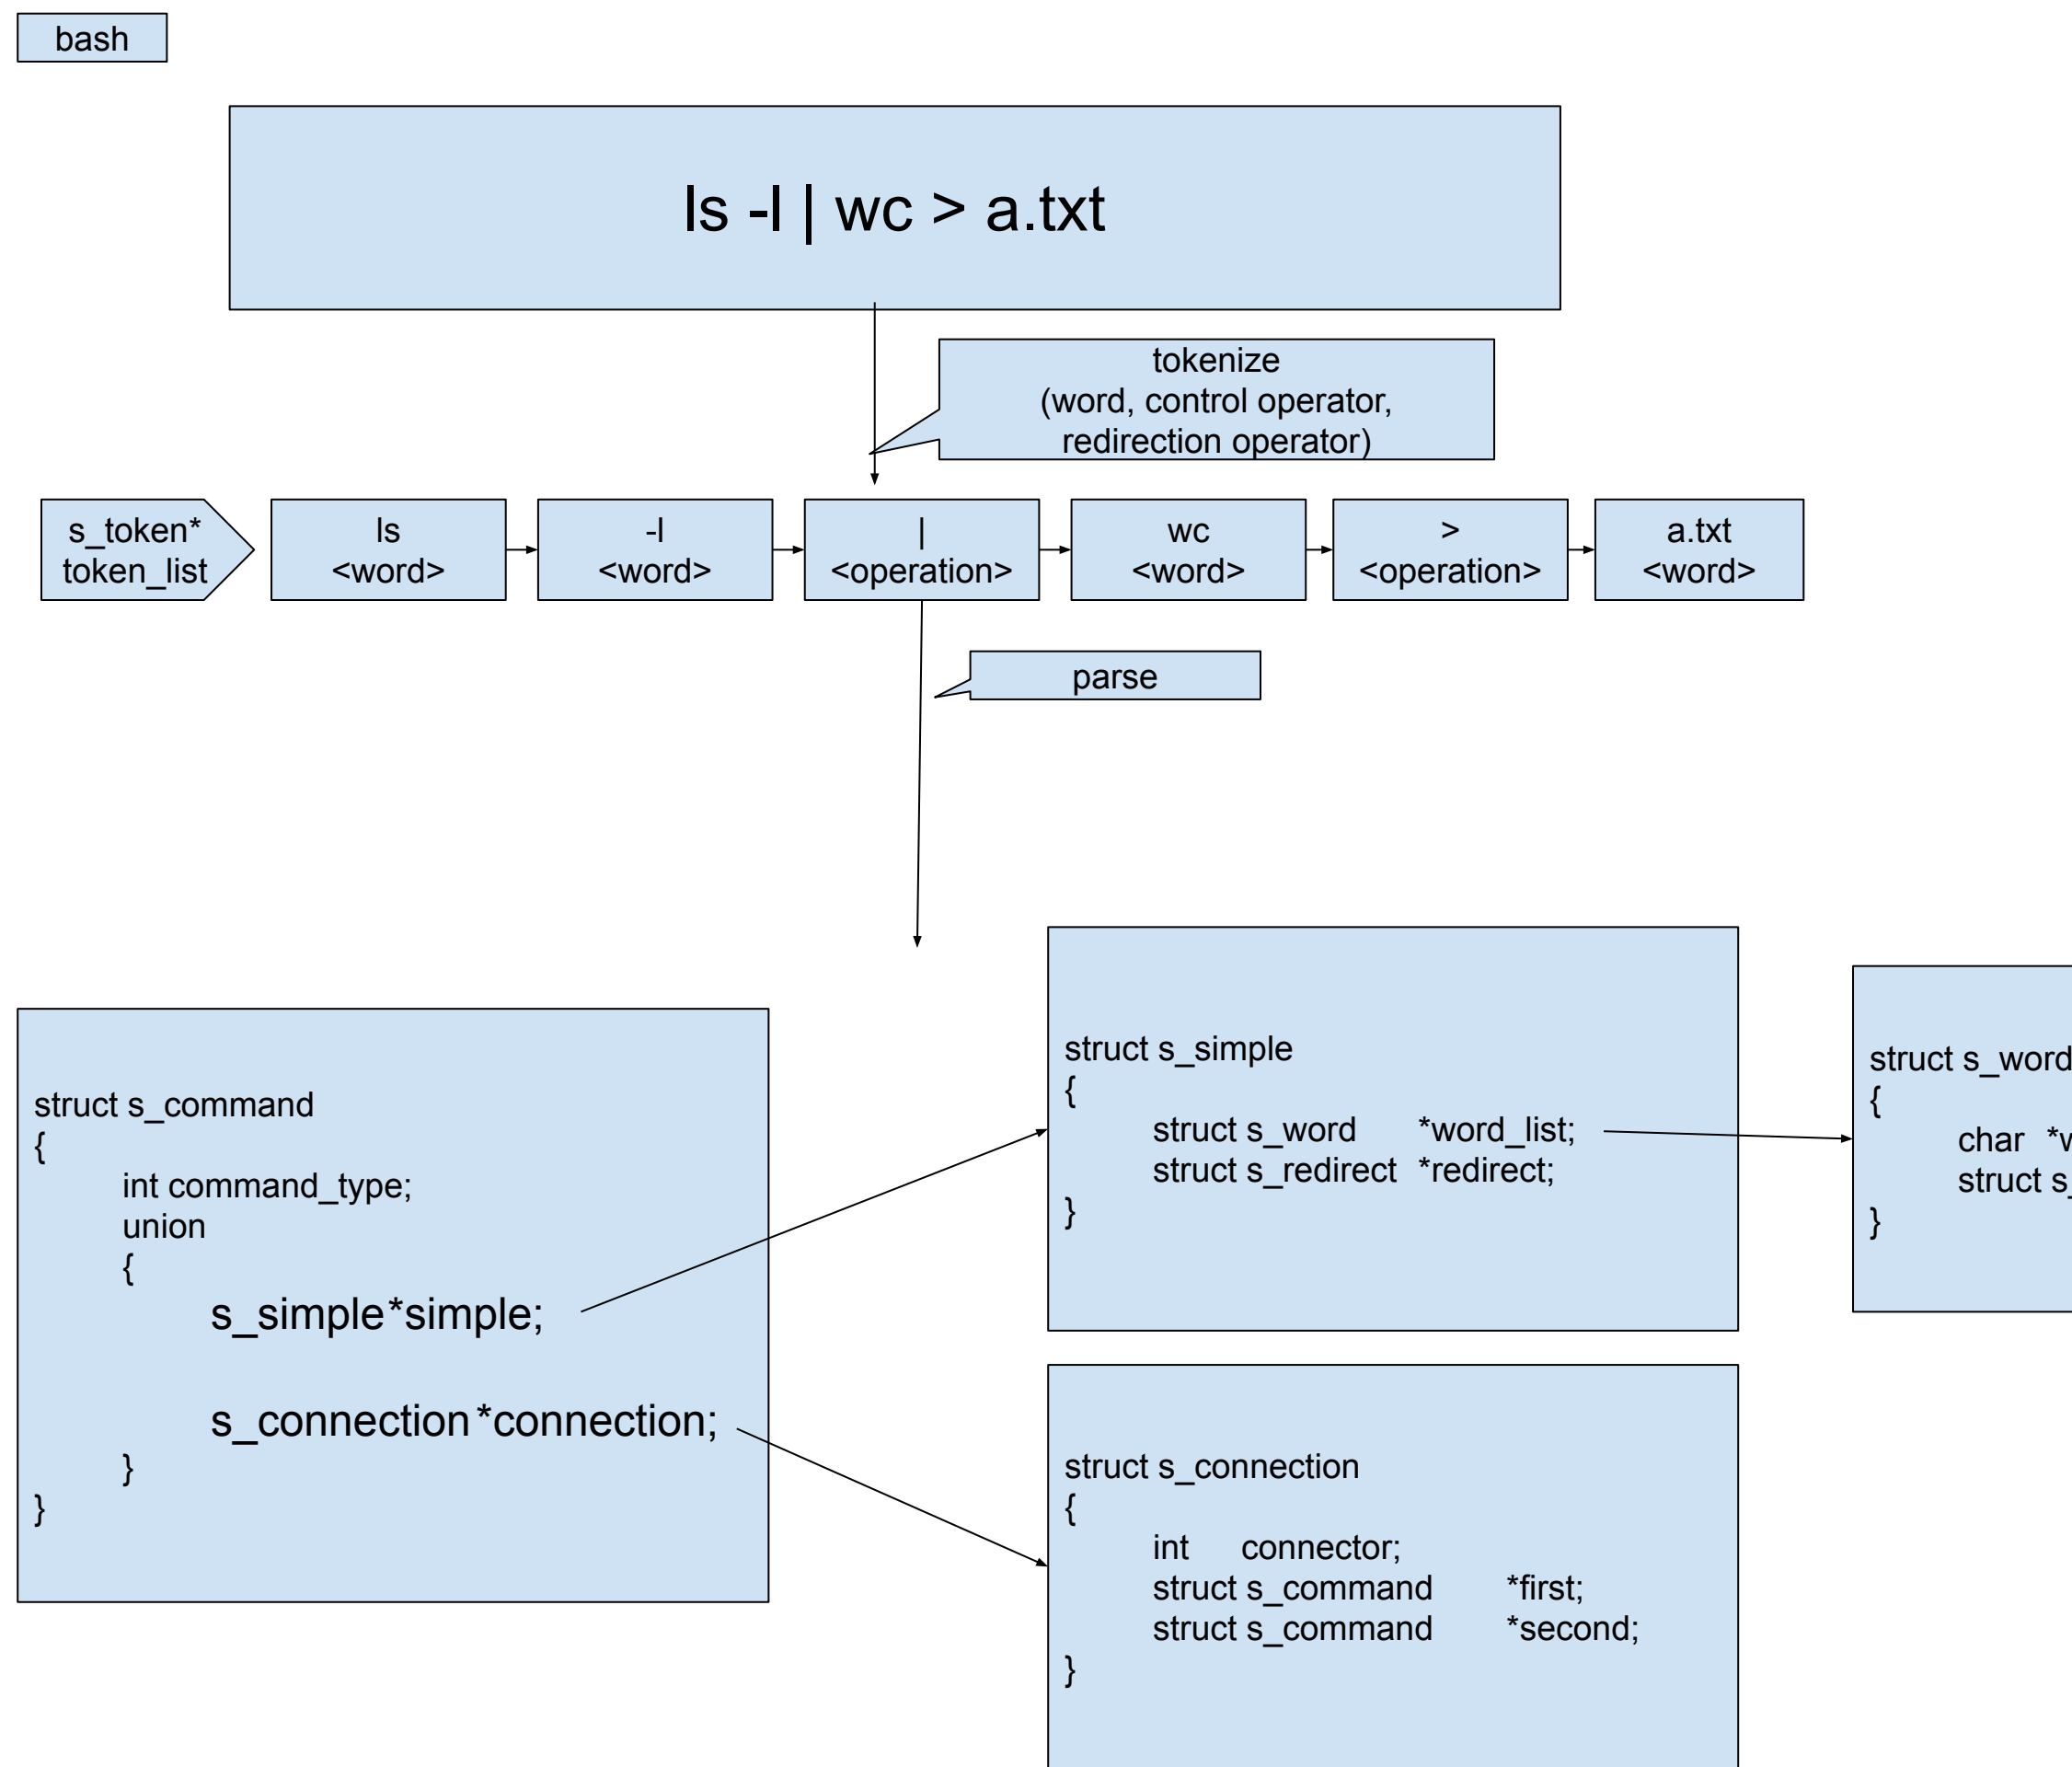 bash
ls -l | wc > a.txt
tokenize
(word, control operator,
redirection operator)
s_token*
token_list
ls
<word>
-l
<word>
|
<operation>
wc
<word>
>
<operation>
a.txt
<word>
parse
struct s_command
{
int command_type;
union
{
s_simple *simple;
s_connection *connection;
}
}
struct s_simple
{
struct s_word *word_list;
struct s_redirect *redirect;
}
struct s_word
{
char
struct
}
struct s_connection
{
int connector;
struct s_command *first;
struct s_command *second;
}